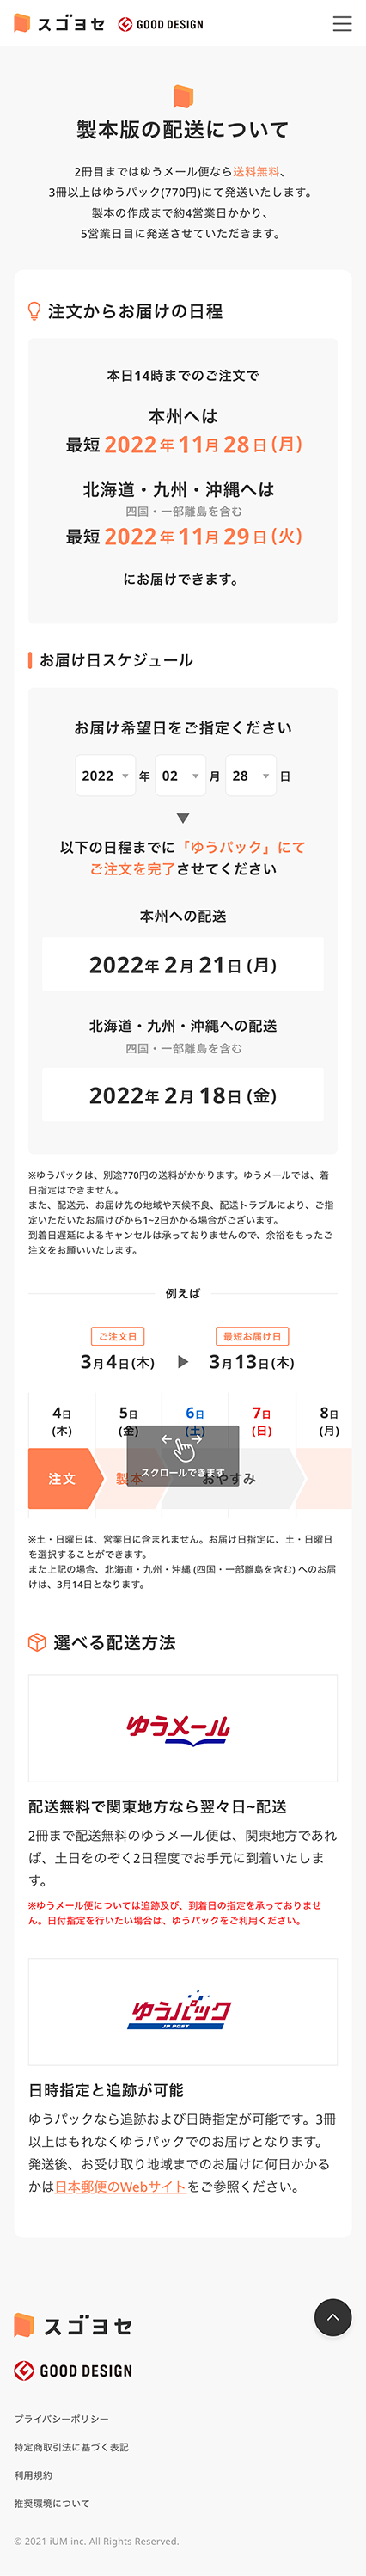 スゴヨセ GOOD DESIGN
製本版の配送について
2冊目まではゆうメール便なら送料無料、
3冊以上はゆうパック(770円)にて発送いたします。
製本の作成まで約4営業日かかり、
5営業日目に発送させていただきます。
注文からお届けの日程
本日14時までのご注文で
本州へは
最短 2022年11月28日(月)
北海道・九州・沖縄へは
四国・一部離島を含む
最短 2022年11月29日(火)
にお届けできます。
お届け日スケジュール
お届け希望日をご指定ください
2022 年 02 月 28 日
以下の日程までに「ゆうパック」にて
ご注文を完了させてください
本州への配送
2022年 2月 21日 (月)
北海道・九州・沖縄への配送
四国・一部離島を含む
2022年 2月 18日 (金)
※ゆうパックは、別途770円の送料がかかります。ゆうメールでは、着
日指定はできません。
また、配送元、お届け先の地域や天候不良、配送トラブルにより、ご指
定いただいたお届けびから1~2日かかる場合がございます。
到着日遅延によるキャンセルは承っておりませんので、余裕をもったご
注文をお願いいたします。
例えば
ご注文日 最短お届け日
3月4日(木) ▶ 3月13日(木)
4日 5日 6日 7日 8日
(木) (金) (土) (日) (月)
注文 製本 おやすみ
スクロールできます
※土・日曜日は、営業日に含まれません。お届け日指定に、土・日曜日
を選択することができます。
また上記の場合、北海道・九州・沖縄 (四国・一部離島を含む) へのお届
けは、3月14日となります。
選べる配送方法
ゆうメール
配送無料で関東地方なら翌々日~配送
2冊まで配送無料のゆうメール便は、関東地方であれ
ば、土日をのぞく2日程度でお手元に到着いたしま
す。
※ゆうメール便については追跡及び、到着日の指定を承っておりませ
ん。日付指定を行いたい場合は、ゆうパックをご利用ください。
ゆうパック
JP POST
日時指定と追跡が可能
ゆうパックなら追跡および日時指定が可能です。3冊
以上はもれなくゆうパックでのお届けとなります。
発送後、お受け取り地域までのお届けに何日かかる
かは日本郵便のWebサイトをご参照ください。
スゴヨセ
GOOD DESIGN
プライバシーポリシー
特定商取引法に基づく表記
利用規約
推奨環境について
© 2021 iUM inc. All Rights Reserved.